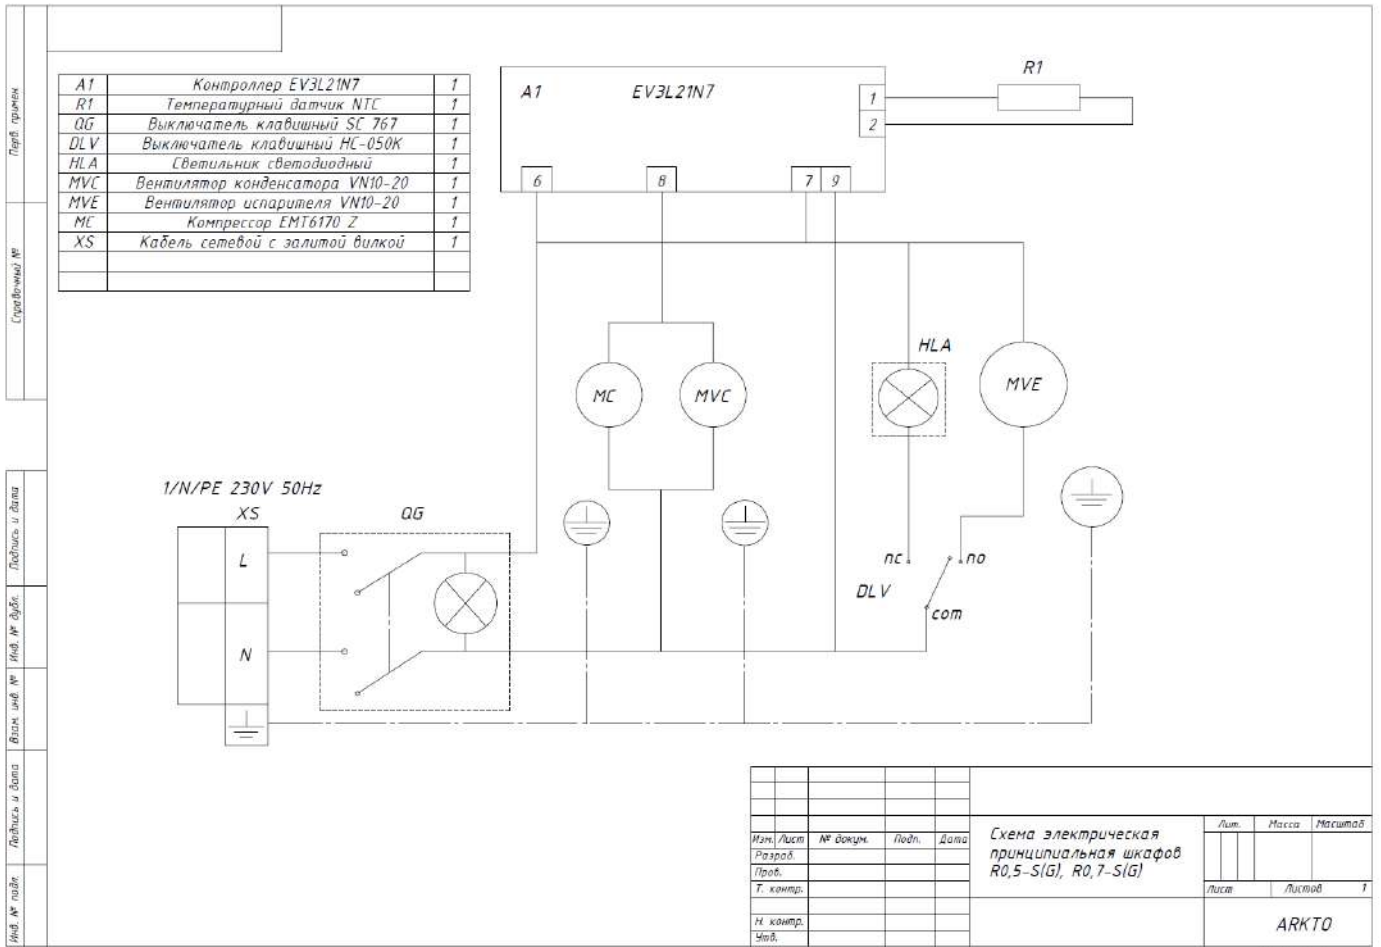 A1 Контроллер EV3L21N7 1
R1 Температурный датчик NTC 1
QG Выключатель клавишный SC 767 1
DLV Выключатель клавишный HC-050K 1
HLA Светильник светодиодный 1
MVC Вентилятор конденсатора VN10-20 1
MVE Вентилятор испарителя VN10-20 1
MC Компрессор EMT6170 Z 1
XS Кабель сетевой с залитой вилкой 1
A1 EV3L21N7
1
2
6 8 7 9
R1
MC
MVC
HLA
MVE
1/N/PE 230V 50Hz
XS
QG
L
N
nc
no
DLV
com
Перв. примен.
Справочный №
Подпись и дата
Инв. № дубл.
Взам. инв. №
Подпись и дата
Инв. № подл.
Изм. Лист № докум. Подп. Дата
Разраб.
Пров.
Т. контр.
Н. контр.
Утв.
Схема электрическая
принципиальная шкафов
R0,5-S(G), R0,7-S(G)
Лит. Масса Масштаб
Лист Листов 1
ARKTO